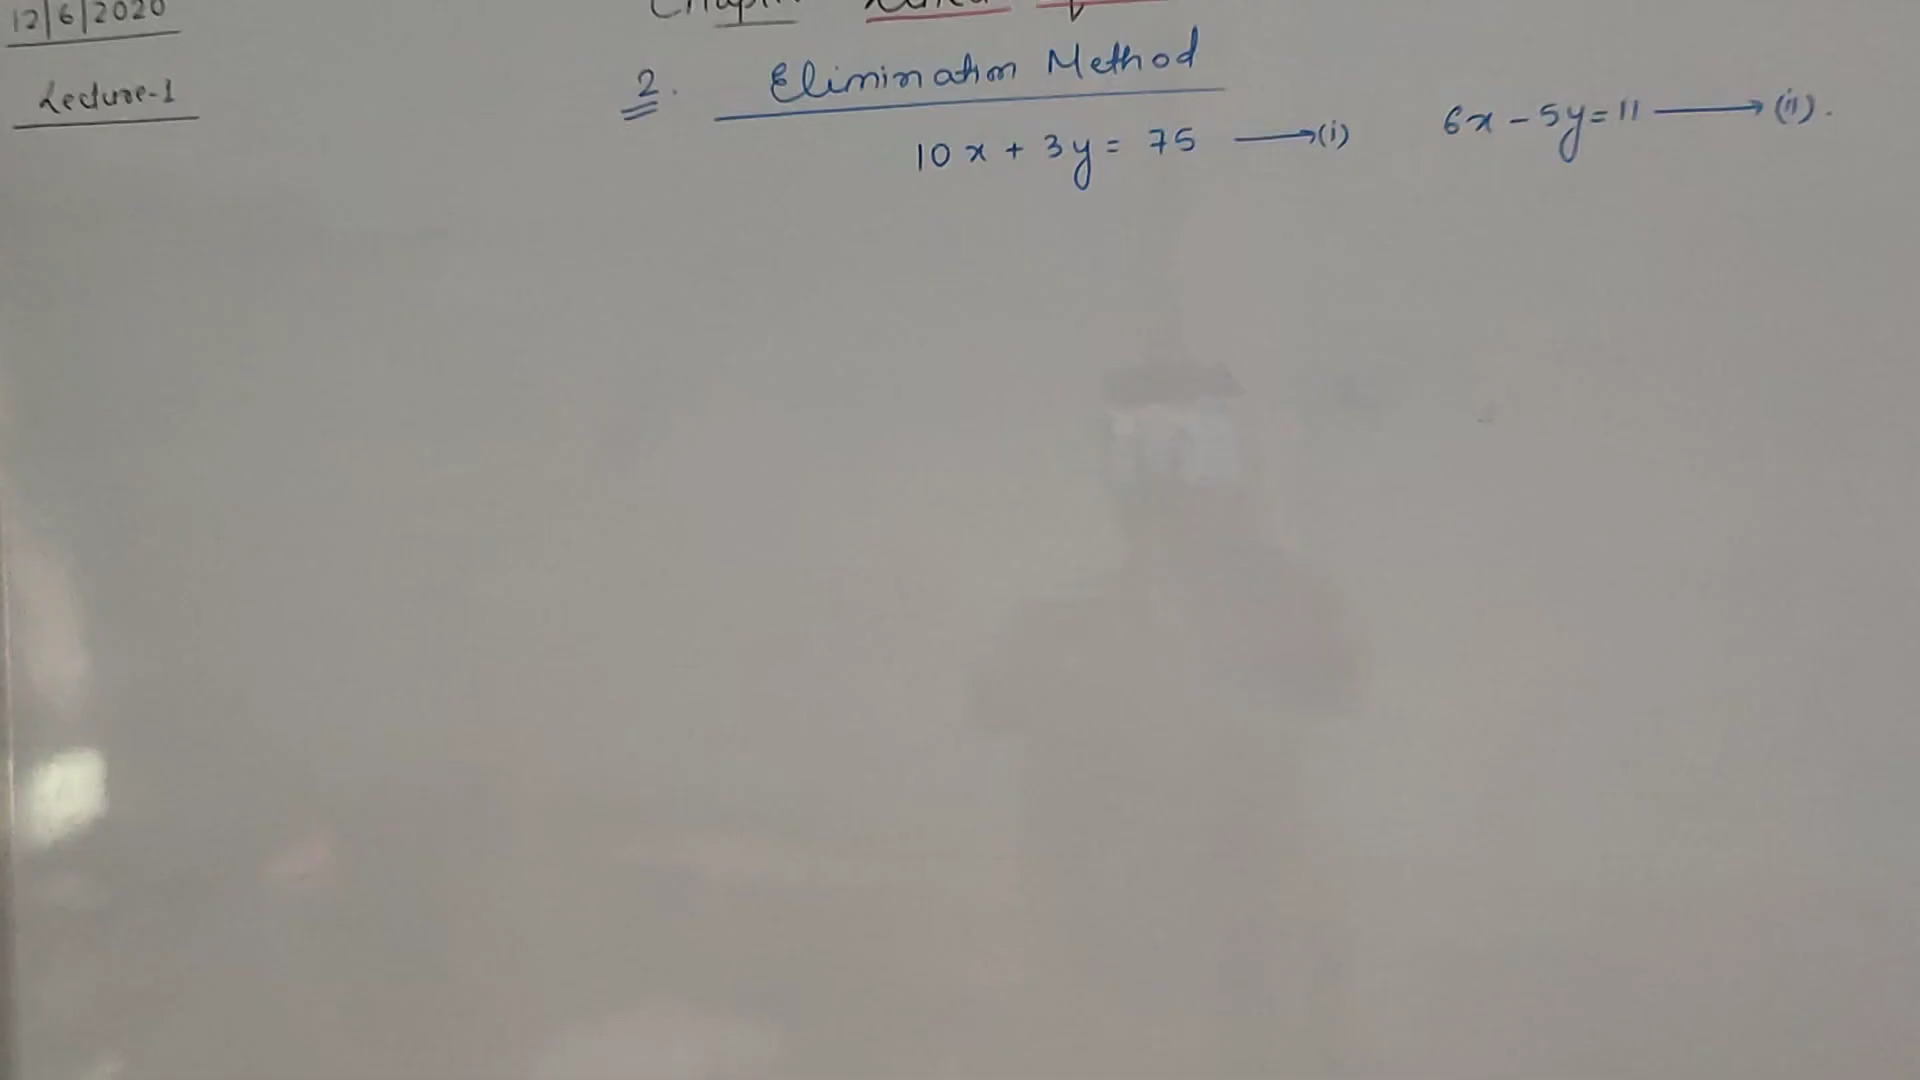 12/6/2020
Lecture-1
2. Elimination Method
10x + 3y = 75 ⟶ (i) 6x - 5y = 11 ⟶ (ii).